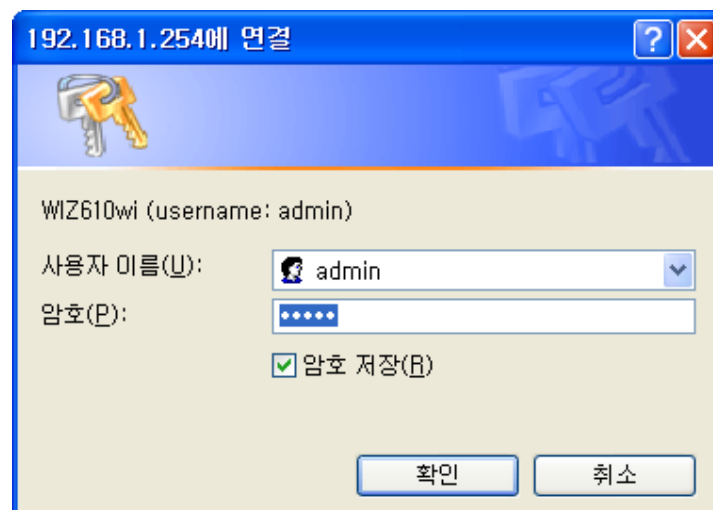 192.168.1.254에 연결
WIZ610wi (username: admin)
사용자 이름(U):
admin
암호(P):
•••••
암호 저장(R)
확인
취소